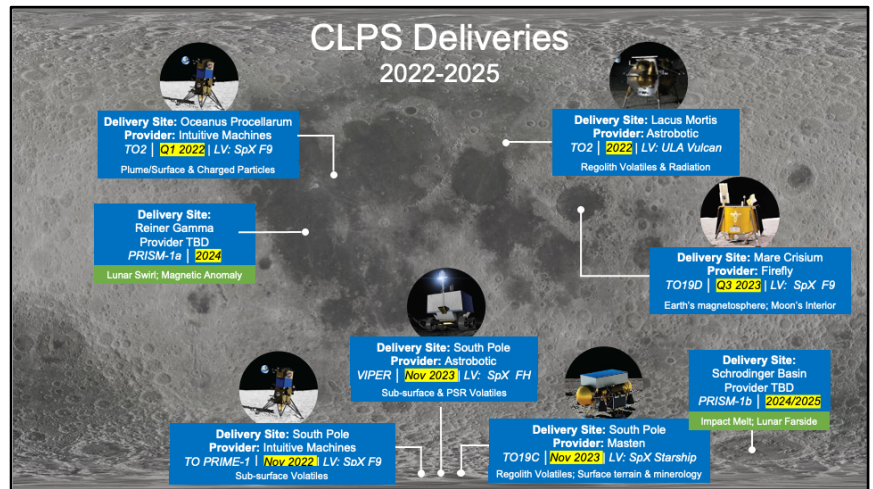 CLPS Deliveries
2022-2025
Delivery Site: Oceanus Procellarum
Provider: Intuitive Machines
TO2 | Q1 2022 | LV: SpX F9
Plume/Surface & Charged Particles
Delivery Site: Lacus Mortis
Provider: Astrobotic
TO2 | 2022 | LV: ULA Vulcan
Regolith Volatiles & Radiation
Delivery Site:
Reiner Gamma
Provider TBD
PRISM-1a | 2024
Lunar Swirl; Magnetic Anomaly
Delivery Site: Mare Crisium
Provider: Firefly
TO19D | Q3 2023 | LV: SpX F9
Earth's magnetosphere; Moon's Interior
Delivery Site: South Pole
Provider: Astrobotic
VIPER | Nov 2023 | LV: SpX FH
Sub-surface & PSR Volatiles
Delivery Site:
Schrodinger Basin
Provider TBD
PRISM-1b | 2024/2025
Impact Melt; Lunar Farside
Delivery Site: South Pole
Provider: Intuitive Machines
TO PRIME-1 | Nov 2022 | LV: SpX F9
Sub-surface Volatiles
Delivery Site: South Pole
Provider: Masten
TO19C | Nov 2023 | LV: SpX Starship
Regolith Volatiles; Surface terrain & minerology